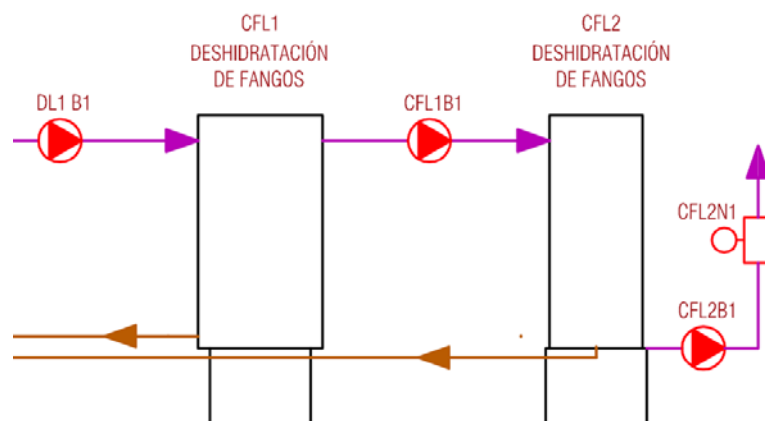 CFL1
DESHIDRATACIÓN
DE FANGOS
CFL2
DESHIDRATACIÓN
DE FANGOS
DL1 B1
CFL1B1
CFL2N1
CFL2B1